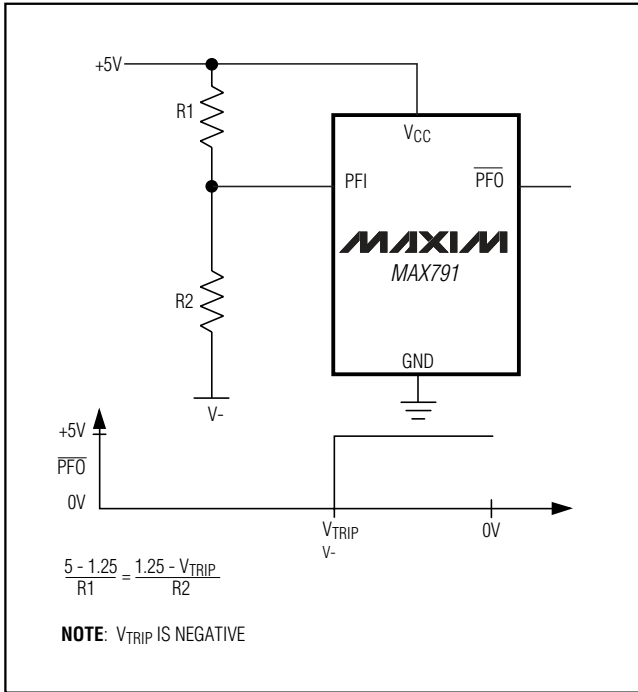 +5V
R1
VCC
PFI
PFO
MAXIM
MAX791
R2
GND
V-
+5V
PFO
0V
VTRIP
V-
0V
5 - 1.25 / R1 = 1.25 - VTRIP / R2
NOTE: VTRIP IS NEGATIVE